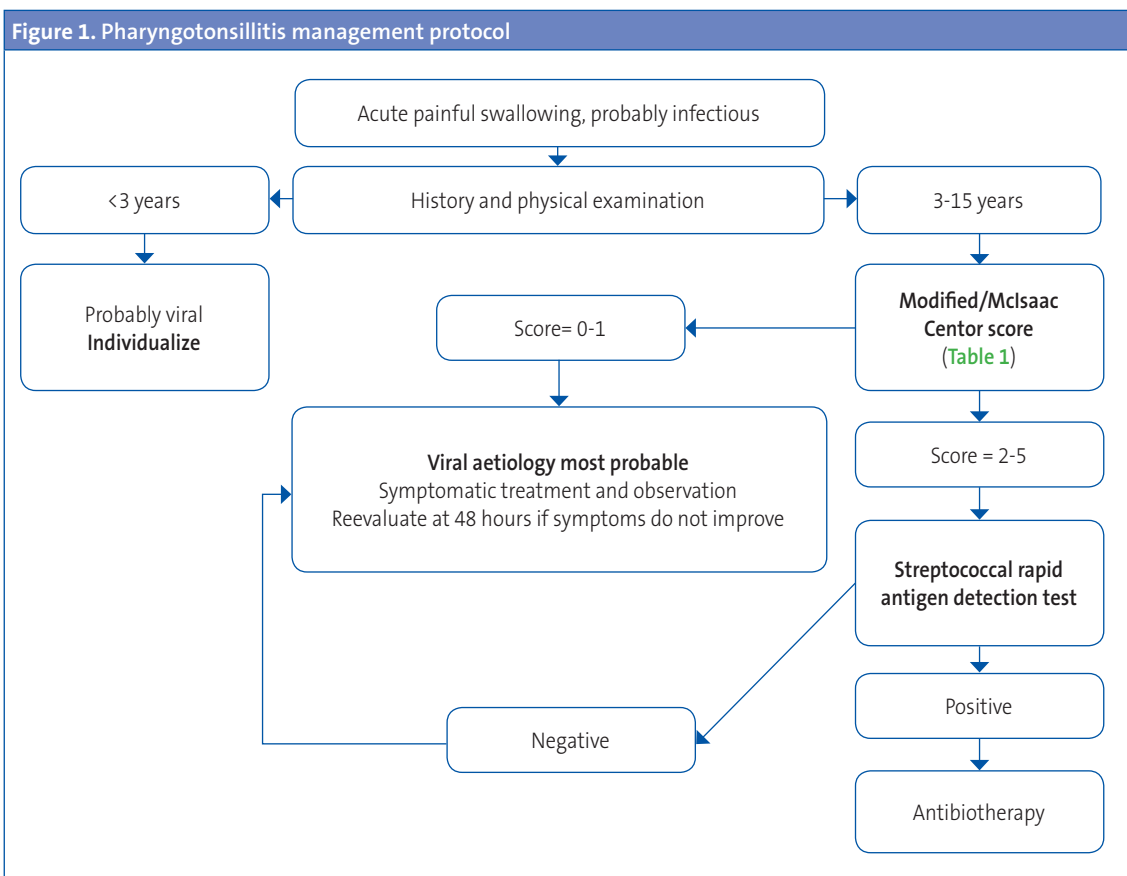 Figure 1. Pharyngotonsillitis management protocol
Acute painful swallowing, probably infectious
<3 years
History and physical examination
3-15 years
Probably viral
Individualize
Score= 0-1
Modified/McIsaac
Centor score
(Table 1)
Viral aetiology most probable
Symptomatic treatment and observation
Reevaluate at 48 hours if symptoms do not improve
Score = 2-5
Streptococcal rapid
antigen detection test
Negative
Positive
Antibiotherapy